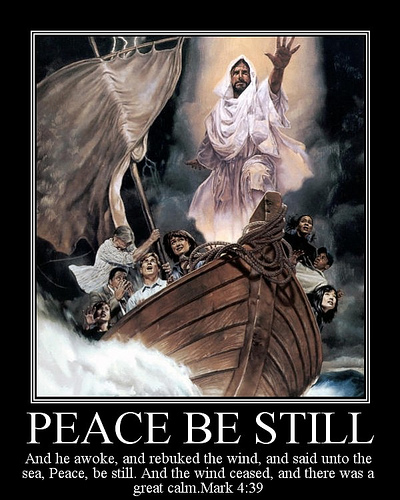 PEACE BE STILL
And he awoke, and rebuked the wind, and said unto the
sea, Peace, be still. And the wind ceased, and there was a
great calm.Mark 4:39